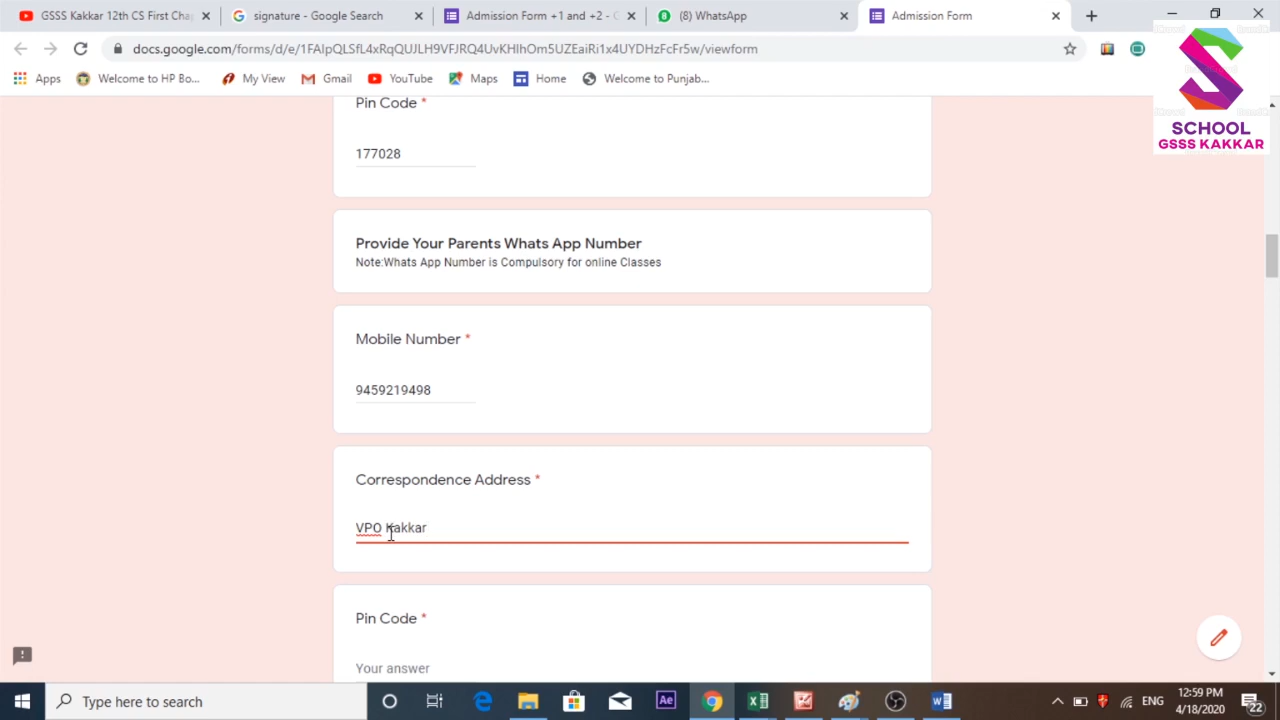 GSSS Kakkar 12th CS First Cha
signature - Google Search
Admission Form +1 and +2 -
(8) WhatsApp
Admission Form
docs.google.com/forms/d/e/1FAIpQLSfL4xRqQUJLH9VFJRQ4UvKHIhOm5UZEaiRi1x4UYDHzFcFr5w/viewform
Apps
Welcome to HP Bo...
My View
Gmail
YouTube
Maps
Home
Welcome to Punjab...
SCHOOL
GSSS KAKKAR
Pin Code *
177028
Provide Your Parents Whats App Number
Note:Whats App Number is Compulsory for online Classes
Mobile Number *
9459219498
Correspondence Address *
VPO Kakkar
Pin Code *
Your answer
Type here to search
Ae
ENG
12:59 PM
4/18/2020
22